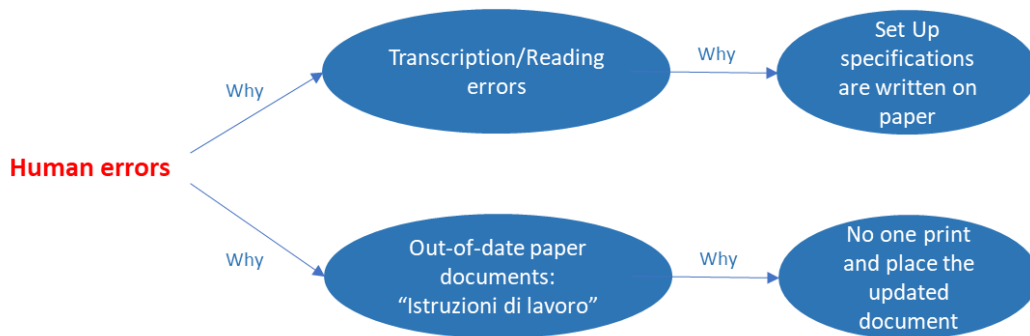 Human errors
Why
Transcription/Reading
errors
Why
Set Up
specifications
are written on
paper
Why
Out-of-date paper
documents:
“Istruzioni di lavoro”
Why
No one print
and place the
updated
document